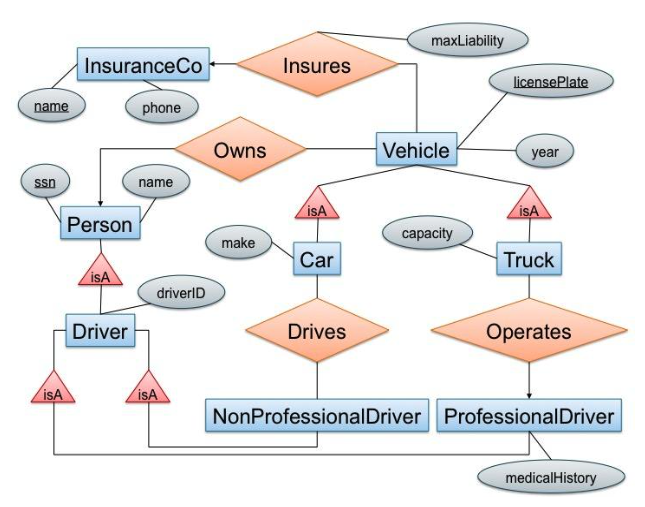 maxLiability
InsuranceCo
Insures
licensePlate
name
phone
Owns
Vehicle
year
ssn
name
Person
isA
isA
make
capacity
Car
Truck
isA
driverID
Driver
Drives
Operates
isA
isA
NonProfessionalDriver
ProfessionalDriver
medicalHistory